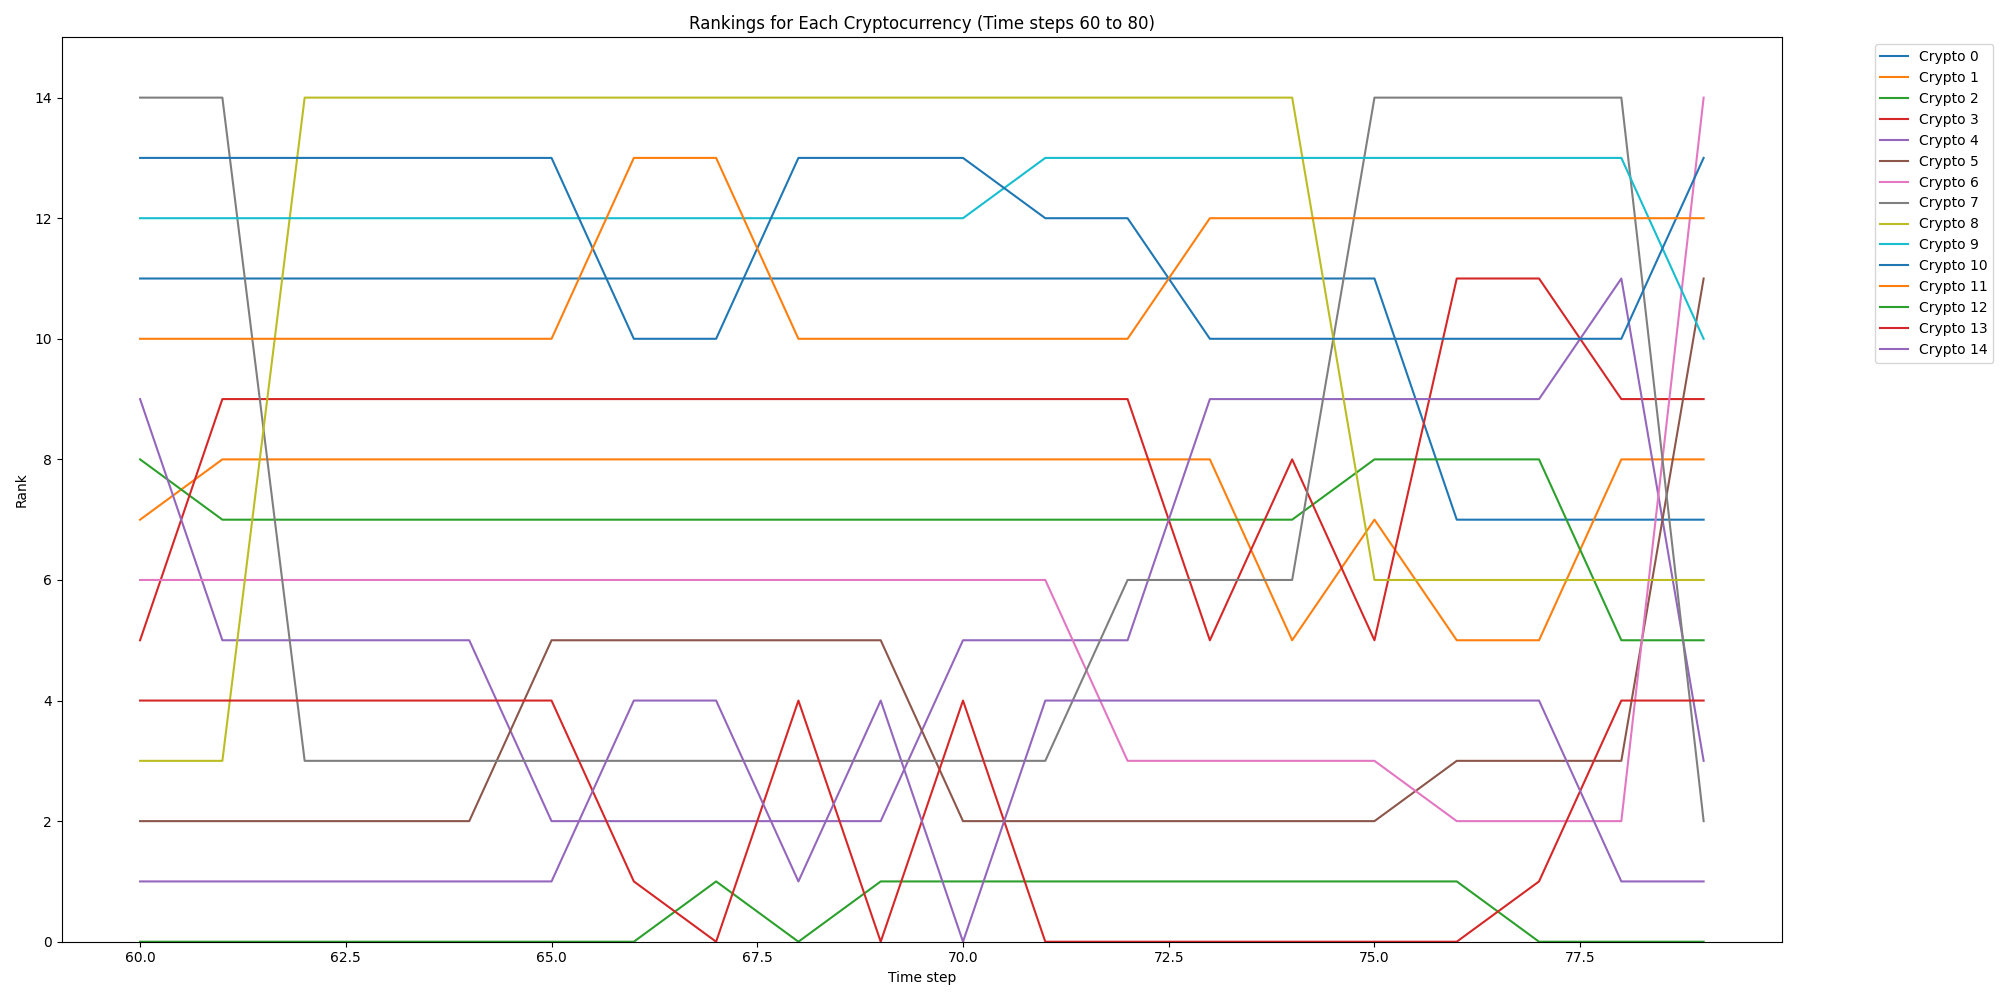 Rankings for Each Cryptocurrency (Time steps 60 to 80)
14
12
10
8
6
4
2
0
Rank
60.0 62.5 65.0 67.5 70.0 72.5 75.0 77.5
Time step
Crypto 0
Crypto 1
Crypto 2
Crypto 3
Crypto 4
Crypto 5
Crypto 6
Crypto 7
Crypto 8
Crypto 9
Crypto 10
Crypto 11
Crypto 12
Crypto 13
Crypto 14